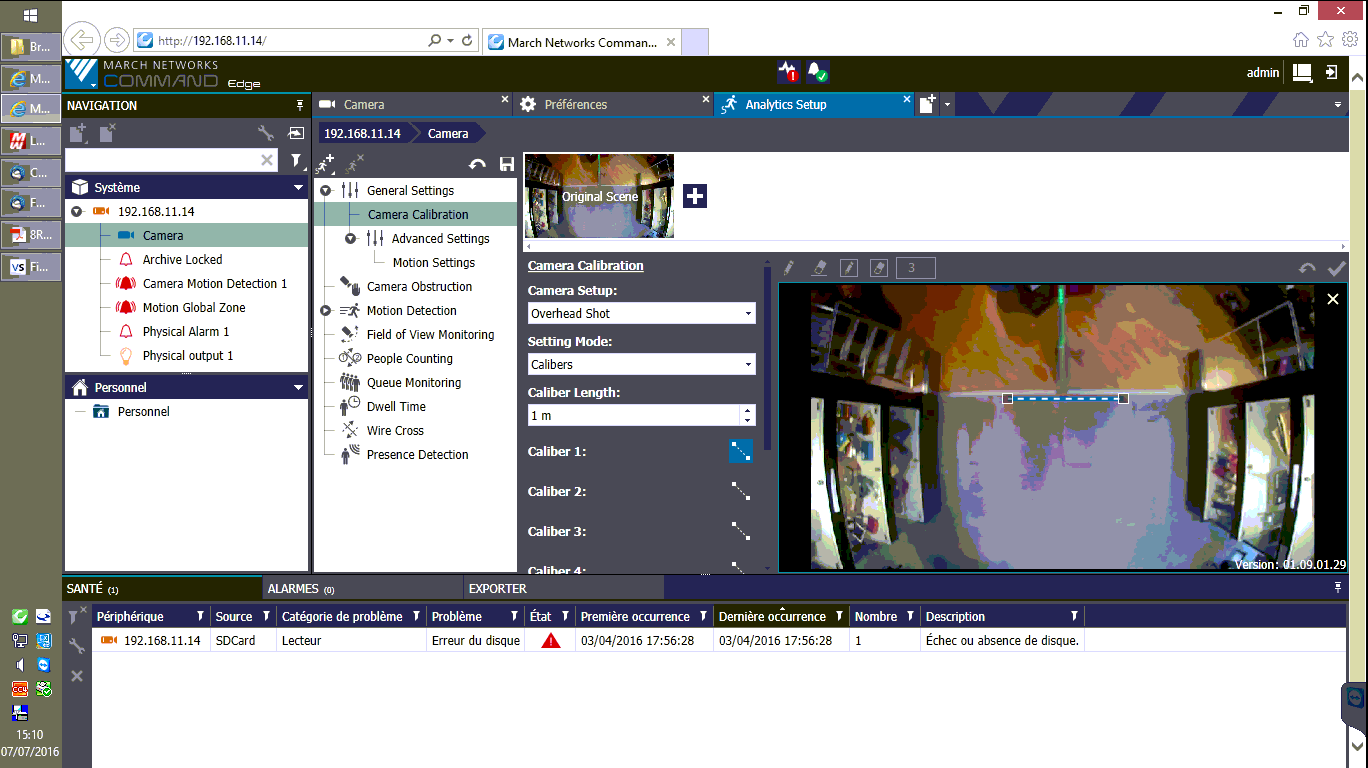 http://192.168.11.14/
March Networks Comman...
Br...
M...
M...
L...
C...
F...
8R...
Fi...
MARCH NETWORKS
COMMAND Edge
admin
NAVIGATION
Camera
Préférences
Analytics Setup
192.168.11.14
Camera
Système
192.168.11.14
Camera
Archive Locked
Camera Motion Detection 1
Motion Global Zone
Physical Alarm 1
Physical output 1
Personnel
Personnel
General Settings
Camera Calibration
Advanced Settings
Motion Settings
Camera Obstruction
Motion Detection
Field of View Monitoring
People Counting
Queue Monitoring
Dwell Time
Wire Cross
Presence Detection
Original Scene
Camera Calibration
Camera Setup:
Overhead Shot
Setting Mode:
Calibers
Caliber Length:
1 m
Caliber 1:
Caliber 2:
Caliber 3:
Caliber 4:
3
Version: 01.09.01.29
SANTÉ (1)
ALARMES (0)
EXPORTER
Périphérique Source Catégorie de problème Problème État Première occurrence Dernière occurrence Nombre Description
192.168.11.14 SDCard Lecteur Erreur du disque 03/04/2016 17:56:28 03/04/2016 17:56:28 1 Échec ou absence de disque.
15:10
07/07/2016